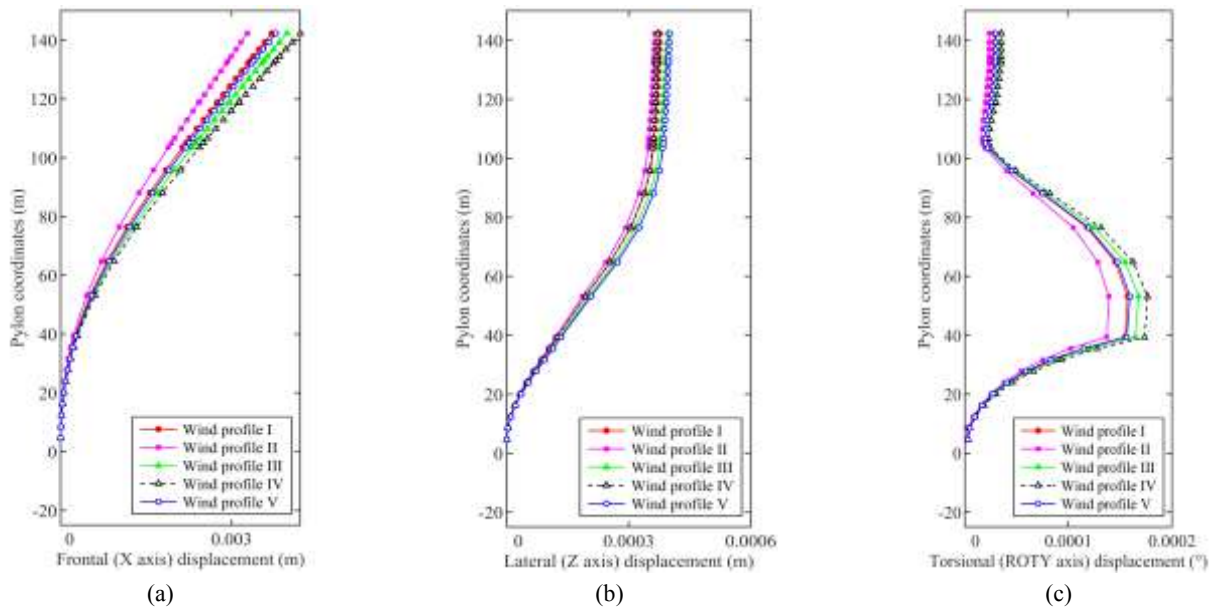 (a)
140
120
100
80
60
40
20
0
-20
Pylon coordinates (m)
Wind profile I
Wind profile II
Wind profile III
Wind profile IV
Wind profile V
0
0.003
Frontal (X axis) displacement (m)
(a)
(b)
140
120
100
80
60
40
20
0
-20
Pylon coordinates (m)
Wind profile I
Wind profile II
Wind profile III
Wind profile IV
Wind profile V
0
0.0003
0.0006
Lateral (Z axis) displacement (m)
(b)
(c)
140
120
100
80
60
40
20
0
-20
Pylon coordinates (m)
Wind profile I
Wind profile II
Wind profile III
Wind profile IV
Wind profile V
0
0.0001
0.0002
Torsional (ROTY axis) displacement (°)
(c)